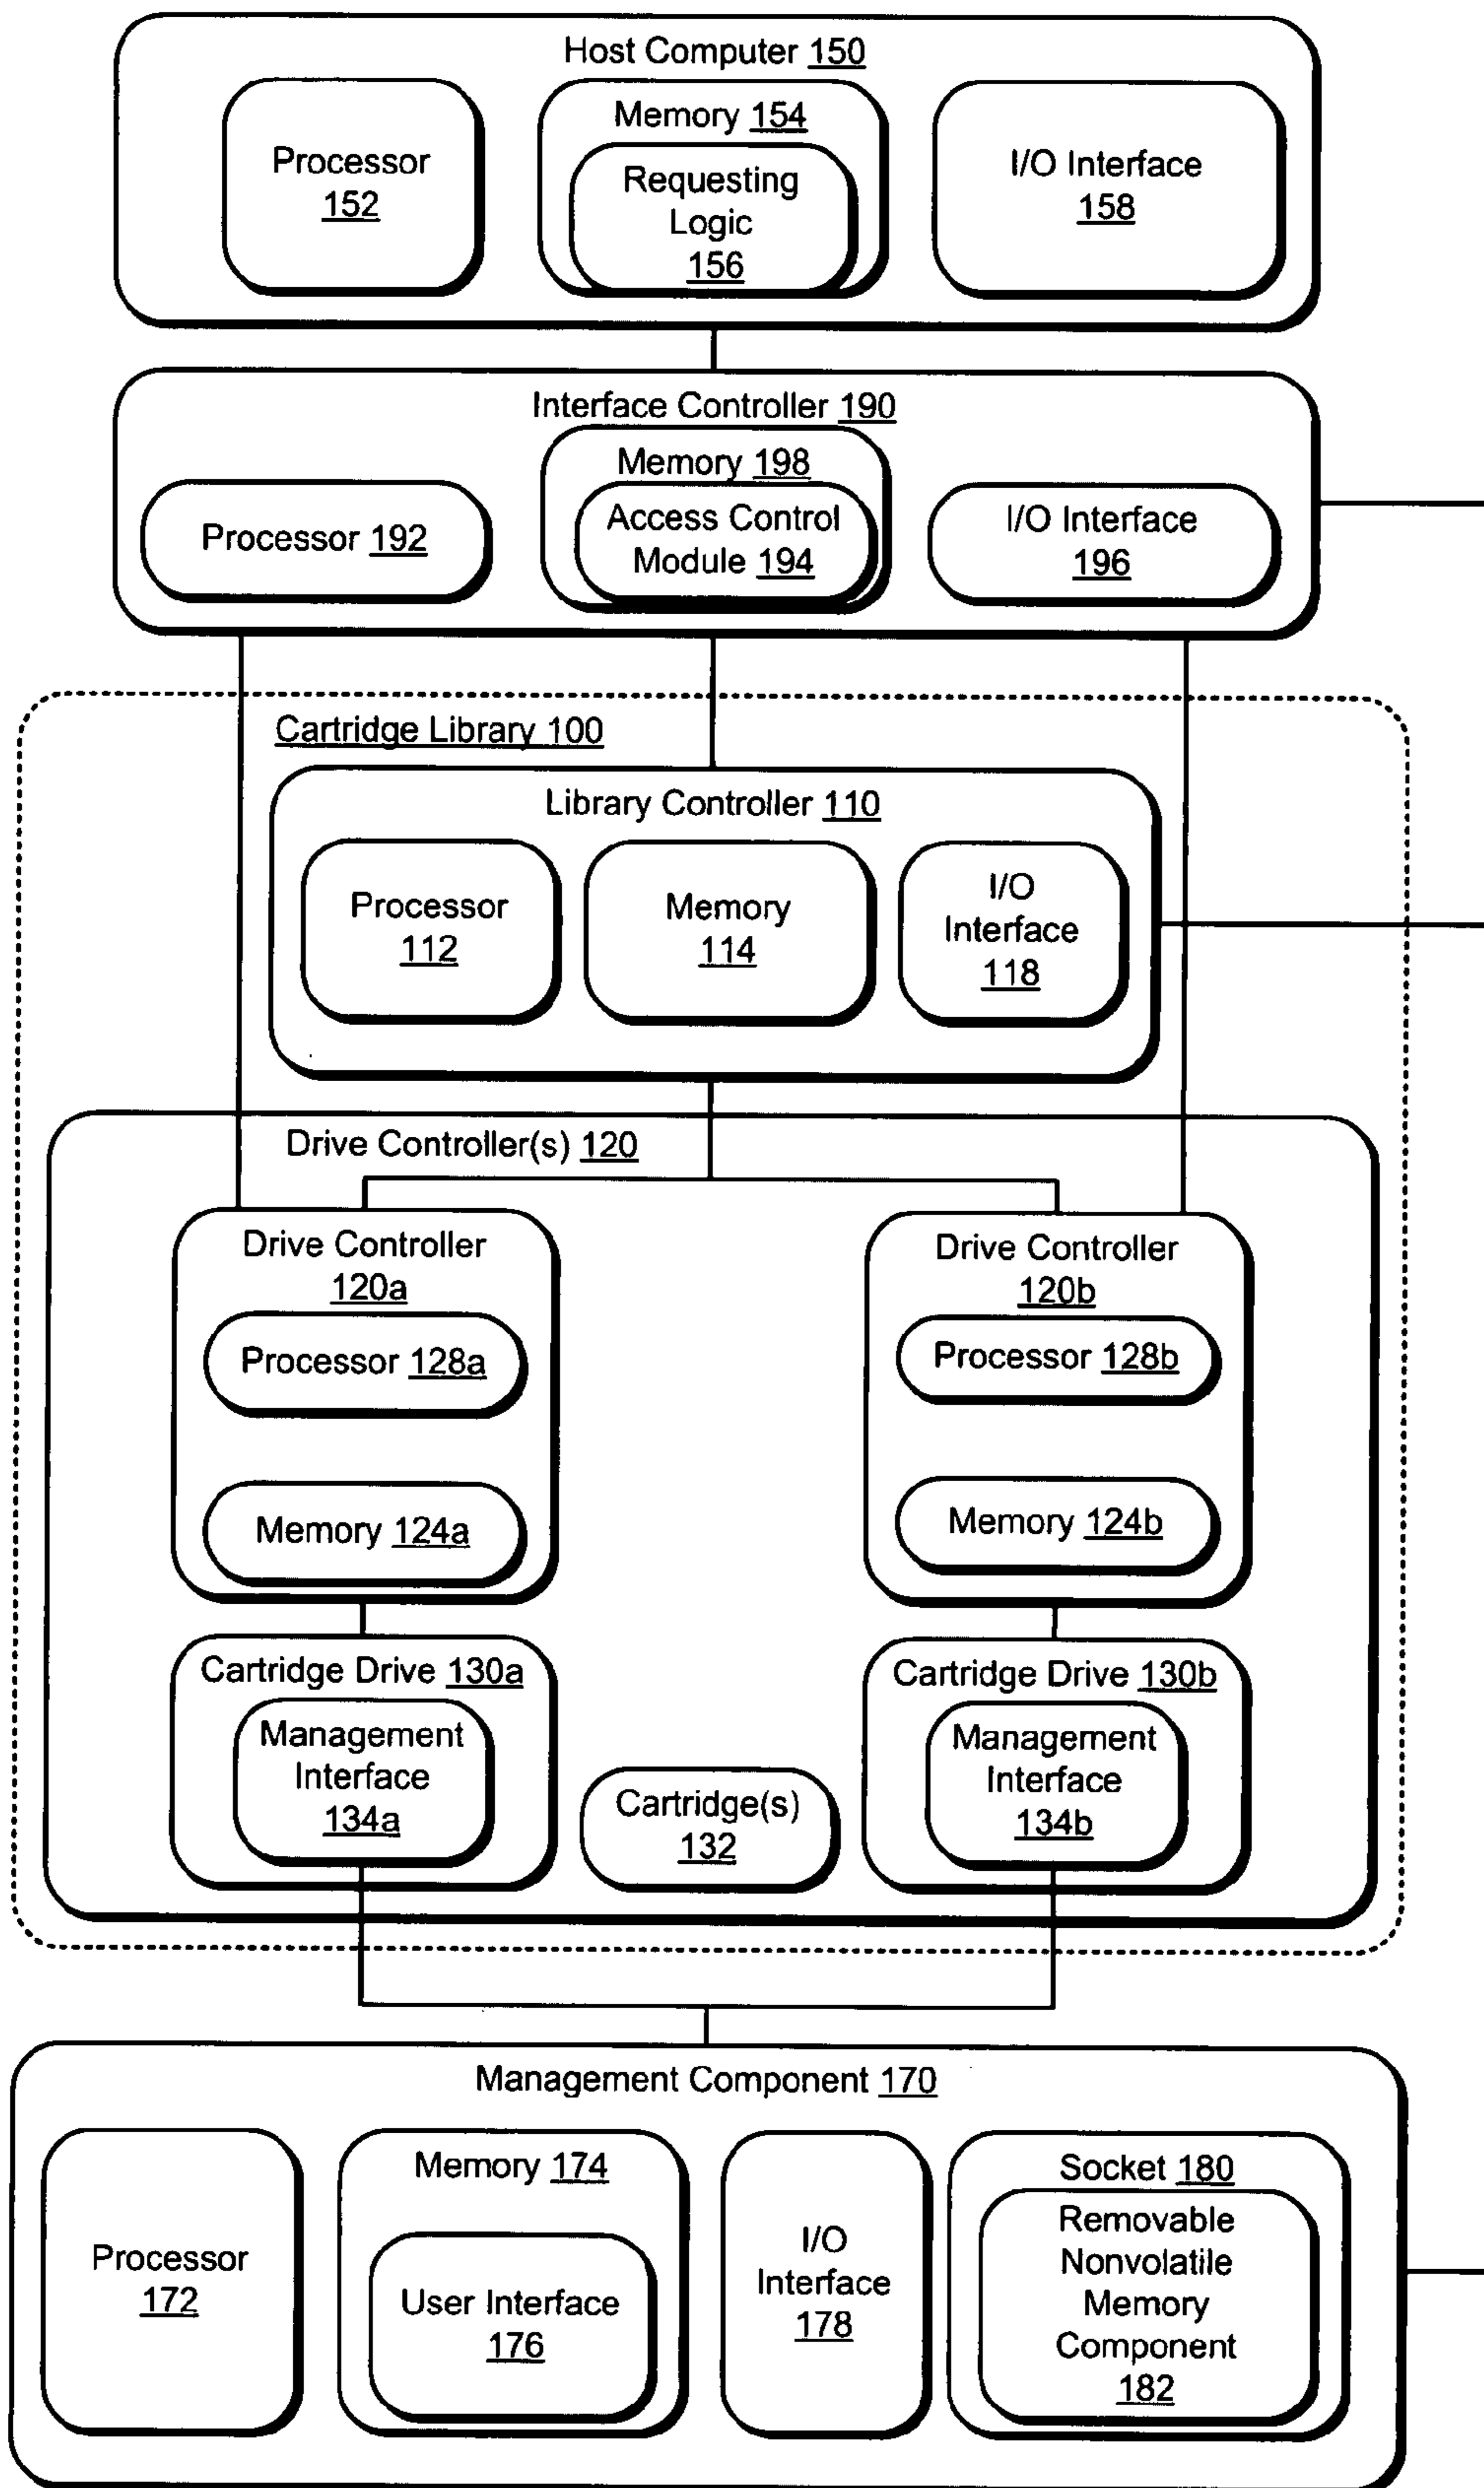 Host Computer 150
Processor
152
Memory 154
Requesting
Logic
156
I/O Interface
158
Interface Controller 190
Processor 192
Memory 198
Access Control
Module 194
I/O Interface
196
Cartridge Library 100
Library Controller 110
Processor
112
Memory
114
I/O
Interface
118
Drive Controller(s) 120
Drive Controller
120a
Processor 128a
Memory 124a
Drive Controller
120b
Processor 128b
Memory 124b
Cartridge Drive 130a
Management
Interface
134a
Cartridge(s)
132
Cartridge Drive 130b
Management
Interface
134b
Management Component 170
Processor
172
Memory 174
User Interface
176
I/O
Interface
178
Socket 180
Removable
Nonvolatile
Memory
Component
182